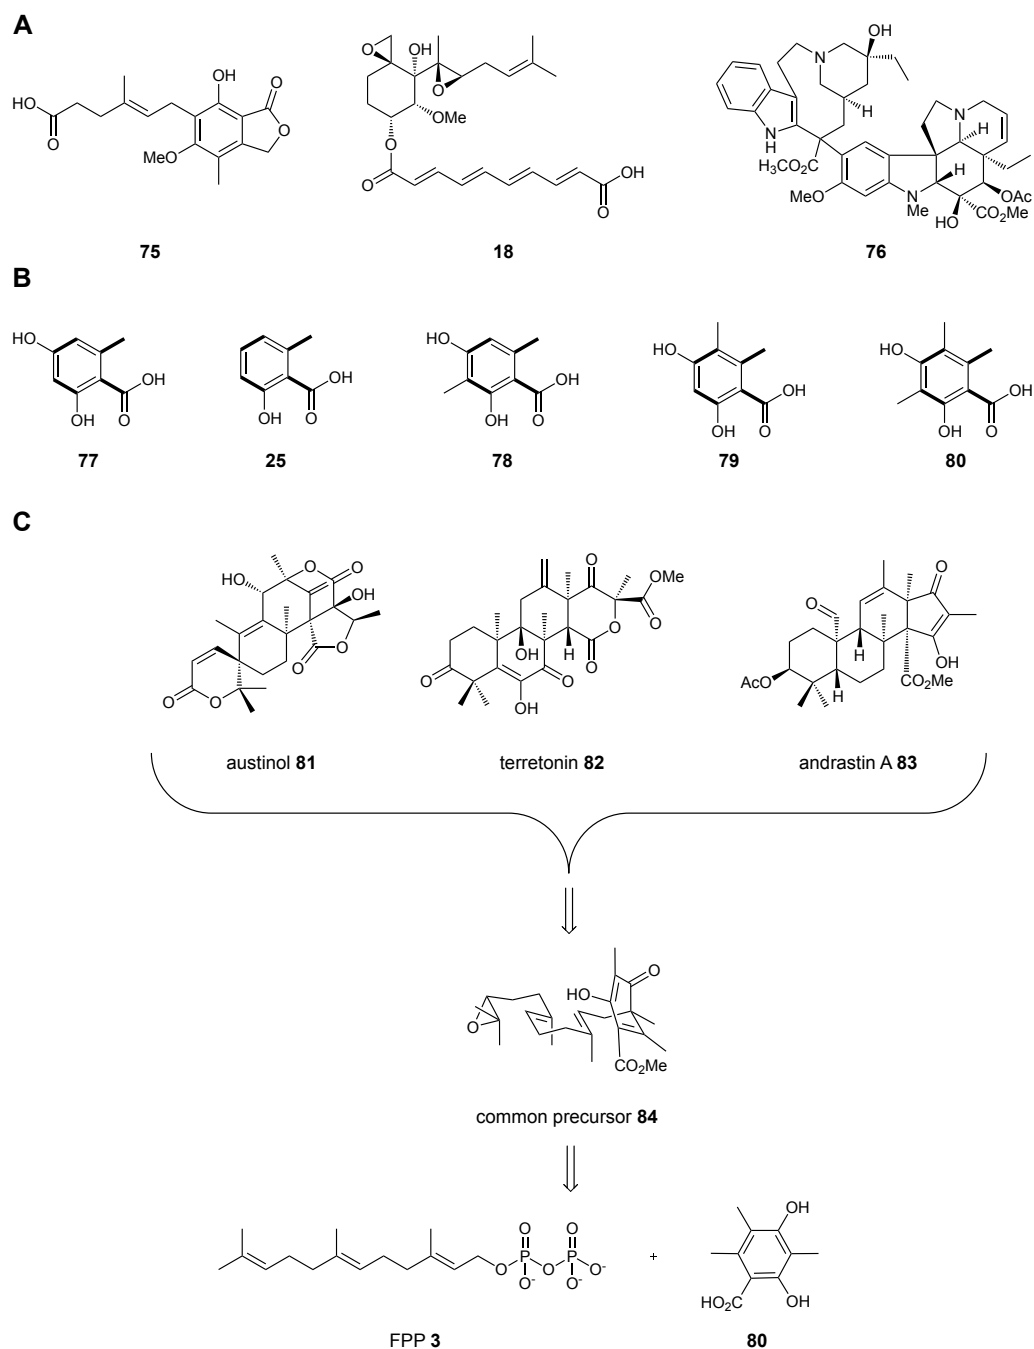 A
HO
O
OH
O
O
MeO
75
O
OH
O
OMe
O
O
OH
O
18
OH
N
N
H
H
H3CO2C
MeO
N
H
H
N
Me
OAc
HO
CO2Me
76
B
HO
OH
OH
O
77
OH
OH
O
25
HO
OH
OH
O
78
HO
OH
OH
O
79
HO
OH
OH
O
80
C
HO
O
O
OH
O
O
O
O
austinol 81
O
OMe
O
O
OH
H
O
O
O
OH
terretonin 82
O
O
H
OH
AcO
H
CO2Me
andrastin A 83
O
HO
O
CO2Me
common precursor 84
O
O
O
P
O
P
O-
O-
O-
+
OH
HO2C
OH
FPP 3
80